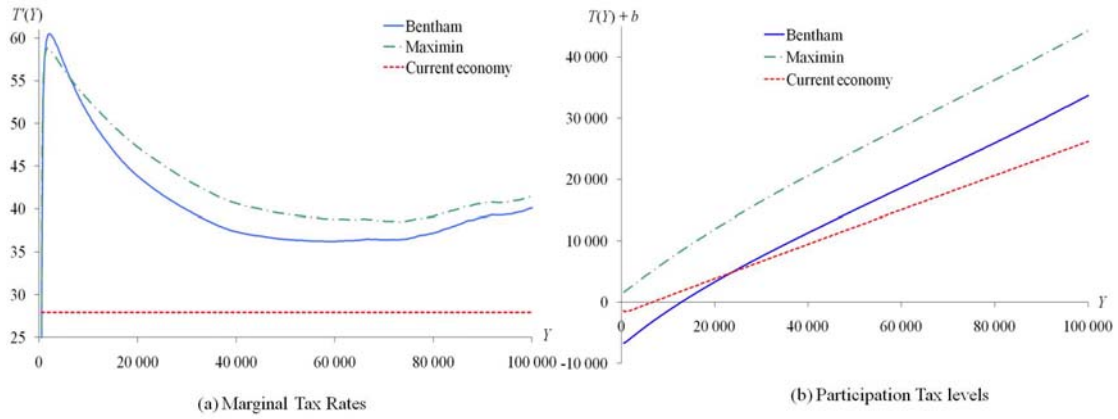 T'(Y)
60
55
50
45
40
35
30
25
0
20 000
40 000
60 000
80 000
100 000
Y
Bentham
Maximin
Current economy
(a) Marginal Tax Rates
T(Y) + b
40 000
30 000
20 000
10 000
0
-10 000
0
20 000
40 000
60 000
80 000
100 000
Y
Bentham
Maximin
Current economy
(b) Participation Tax levels